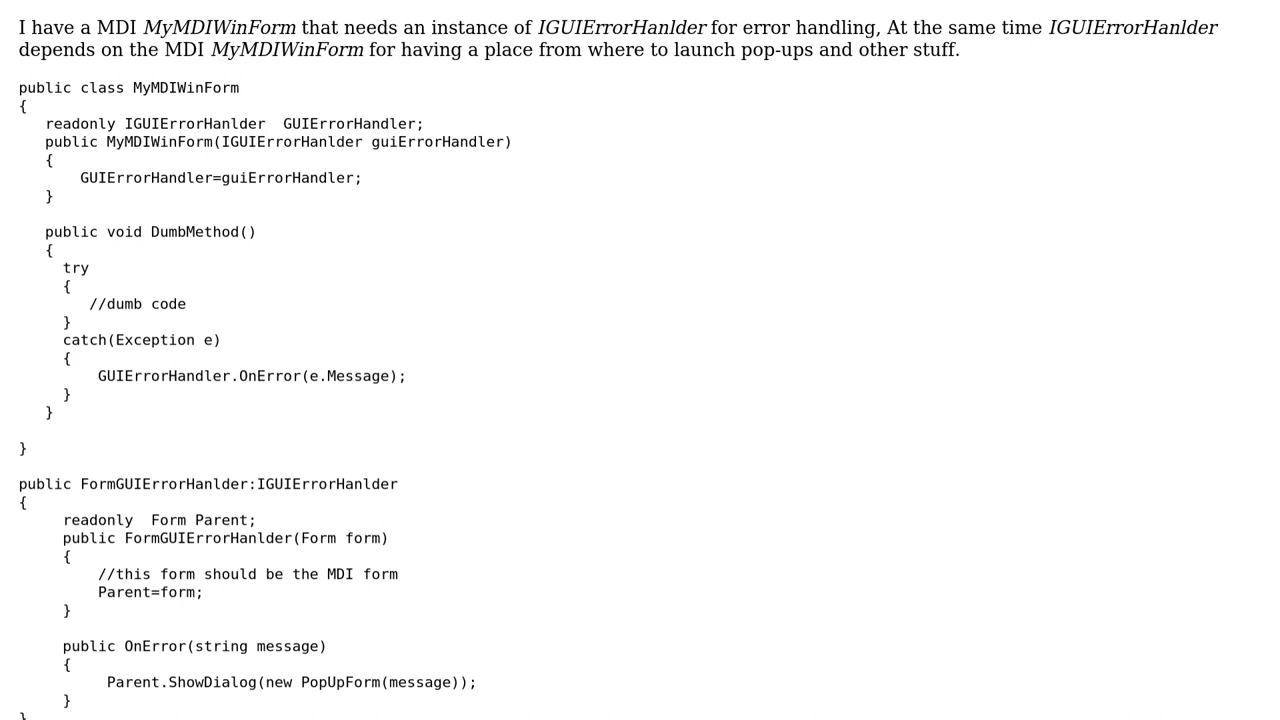 I have a MDI MyMDIWinForm that needs an instance of IGUIErrorHanlder for error handling, At the same time IGUIErrorHanlder
depends on the MDI MyMDIWinForm for having a place from where to launch pop-ups and other stuff.
public class MyMDIWinForm
{
   readonly IGUIErrorHanlder  GUIErrorHandler;
   public MyMDIWinForm(IGUIErrorHanlder guiErrorHandler)
   {
       GUIErrorHandler=guiErrorHandler;
   }
   public void DumbMethod()
   {
     try
     {
        //dumb code
     }
     catch(Exception e)
     {
         GUIErrorHandler.OnError(e.Message);
     }
   }
}
public FormGUIErrorHanlder:IGUIErrorHanlder
{
     readonly  Form Parent;
     public FormGUIErrorHanlder(Form form)
     {
         //this form should be the MDI form
         Parent=form;
     }
     public OnError(string message)
     {
          Parent.ShowDialog(new PopUpForm(message));
     }
}